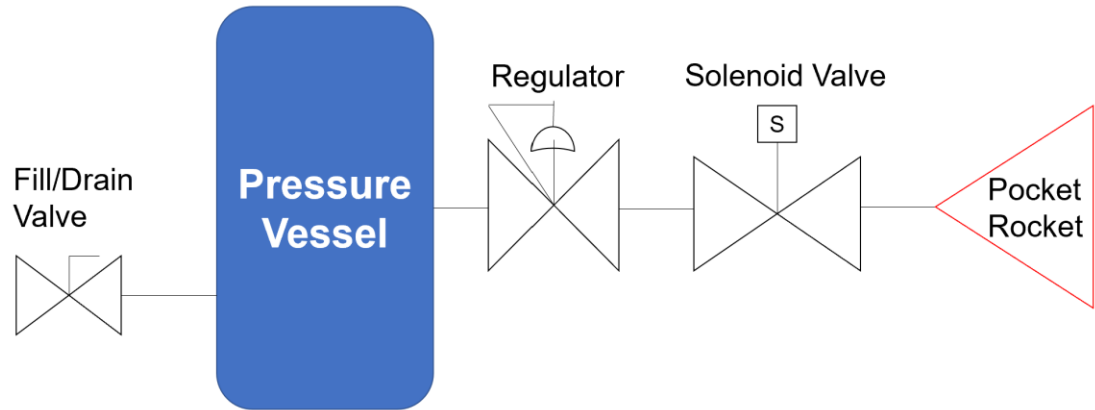 Regulator
Solenoid Valve
S
Fill/Drain
Valve
Pressure
Vessel
Pocket
Rocket